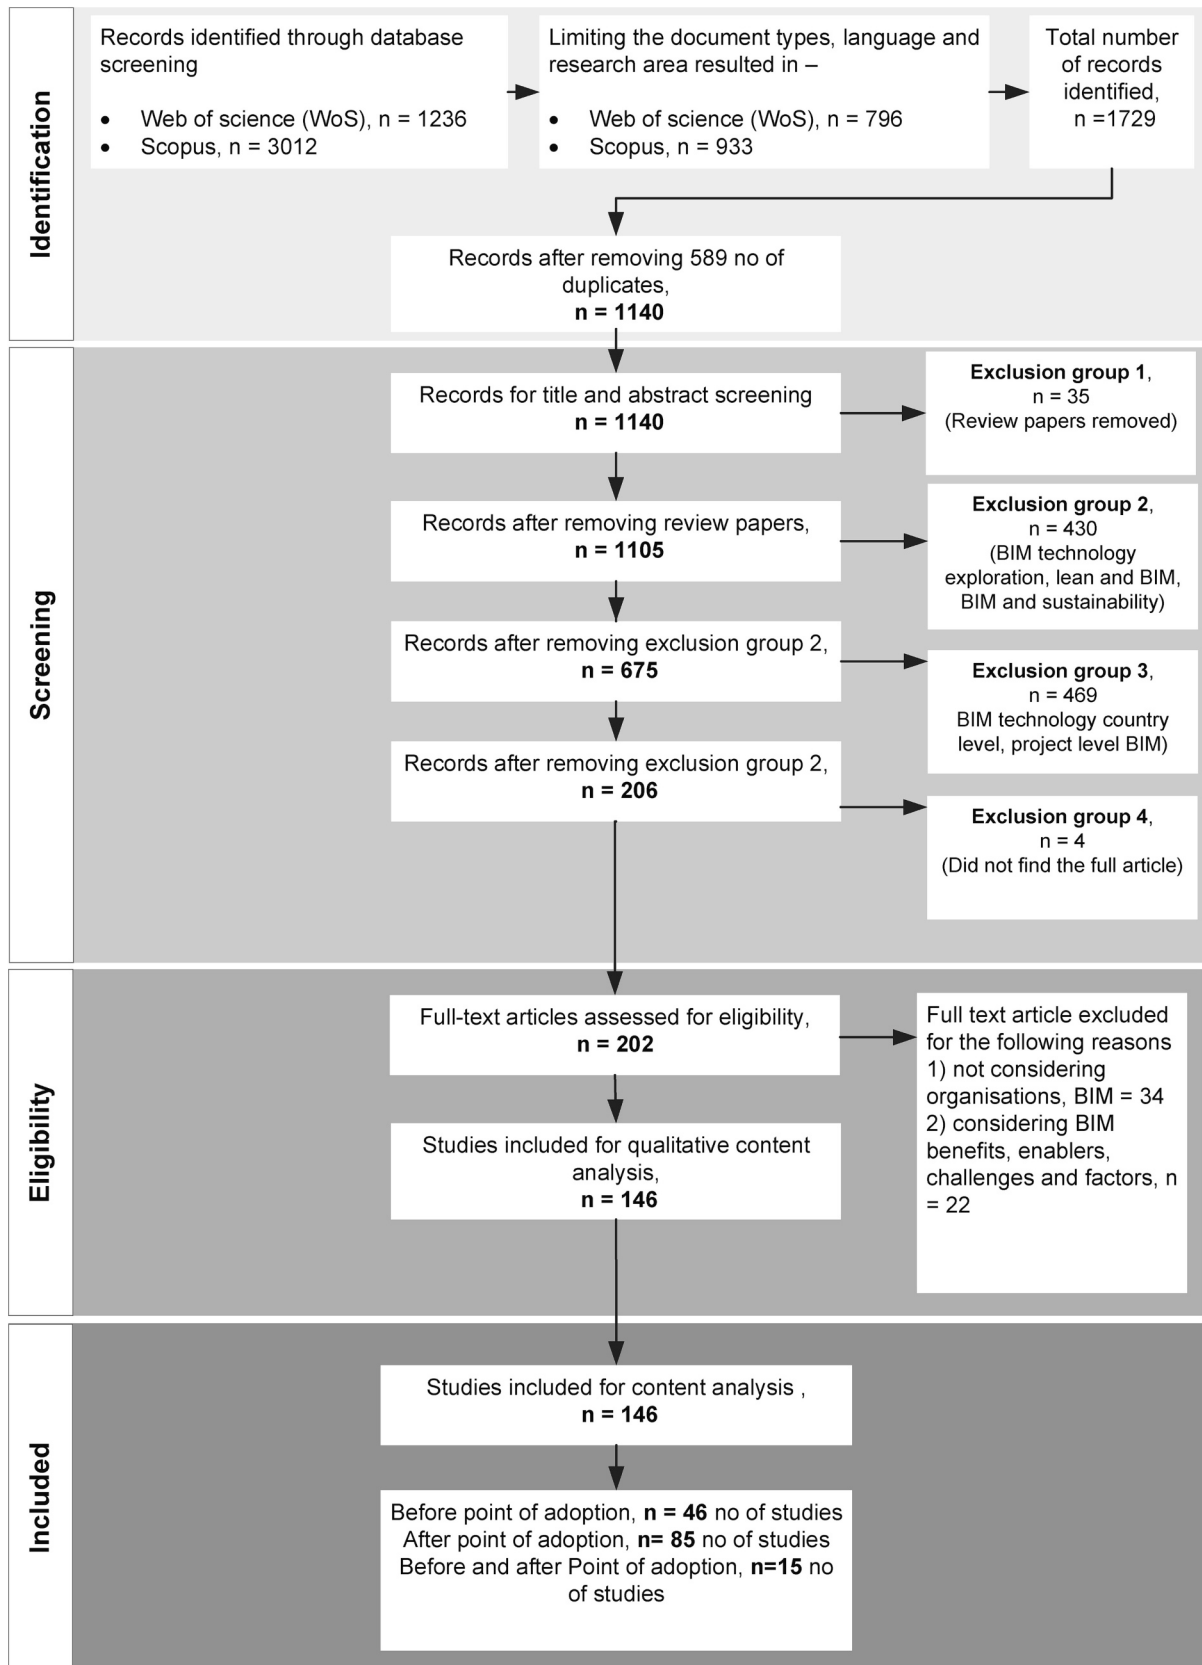 Identification
Records identified through database
screening
• Web of science (WoS), n = 1236
• Scopus, n = 3012
Limiting the document types, language and
research area resulted in –
• Web of science (WoS), n = 796
• Scopus, n = 933
Total number
of records
identified,
n =1729
Records after removing 589 no of
duplicates,
n = 1140
Screening
Records for title and abstract screening
n = 1140
Exclusion group 1,
n = 35
(Review papers removed)
Records after removing review papers,
n = 1105
Exclusion group 2,
n = 430
(BIM technology
exploration, lean and BIM,
BIM and sustainability)
Records after removing exclusion group 2,
n = 675
Exclusion group 3,
n = 469
BIM technology country
level, project level BIM)
Records after removing exclusion group 2,
n = 206
Exclusion group 4,
n = 4
(Did not find the full article)
Eligibility
Full-text articles assessed for eligibility,
n = 202
Full text article excluded
for the following reasons
1) not considering
organisations, BIM = 34
2) considering BIM
benefits, enablers,
challenges and factors, n
= 22
Studies included for qualitative content
analysis,
n = 146
Included
Studies included for content analysis ,
n = 146
Before point of adoption, n = 46 no of studies
After point of adoption, n= 85 no of studies
Before and after Point of adoption, n=15 no
of studies